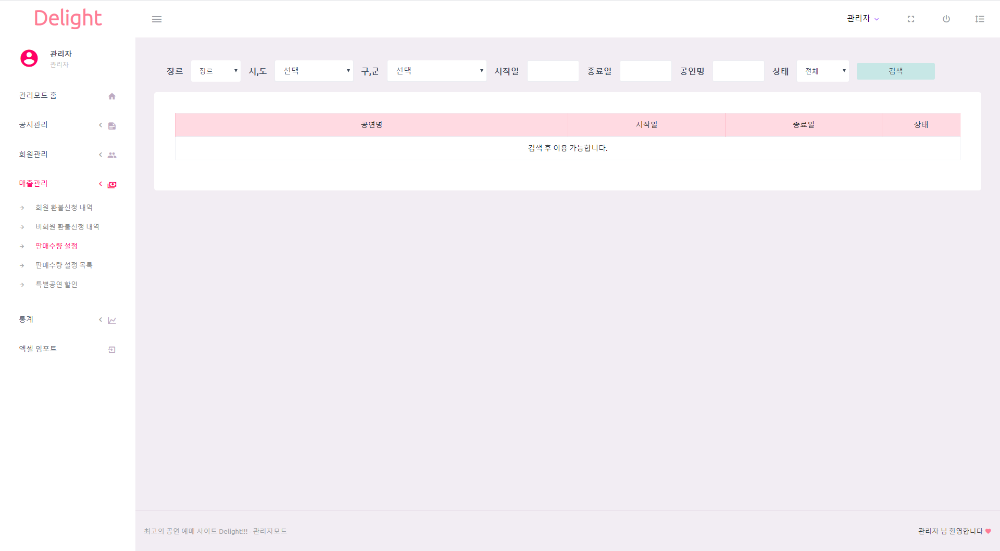 Delight
관리자
관리자
관리자
관리모드 홈
공지관리
회원관리
매출관리
회원 환불신청 내역
비회원 환불신청 내역
판매수량 설정
판매수량 설정 목록
특별공연 할인
통계
엑셀 임포트
장르 장르 시,도 선택 구,군 선택 시작일 종료일 공연명 상태 전체 검색
공연명 시작일 종료일 상태
검색 후 이용 가능합니다.
최고의 공연 예매 사이트 Delight!!! - 관리자모드
관리자 님 환영합니다